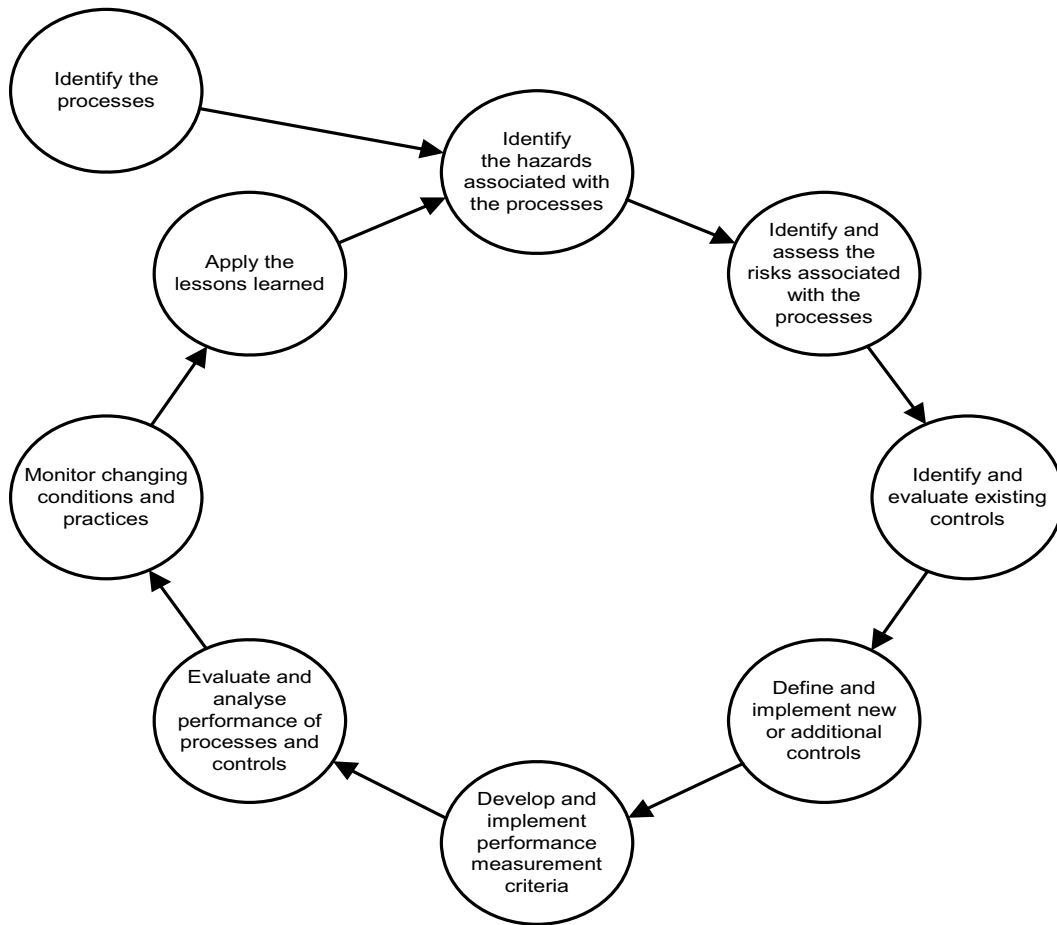 Identify the
processes
Identify
the hazards
associated with
the processes
Identify and
assess the
risks associated
with the
processes
Identify and
evaluate existing
controls
Define and
implement new
or additional
controls
Develop and
implement
performance
measurement
criteria
Evaluate and
analyse
performance of
processes and
controls
Monitor changing
conditions and
practices
Apply the
lessons learned